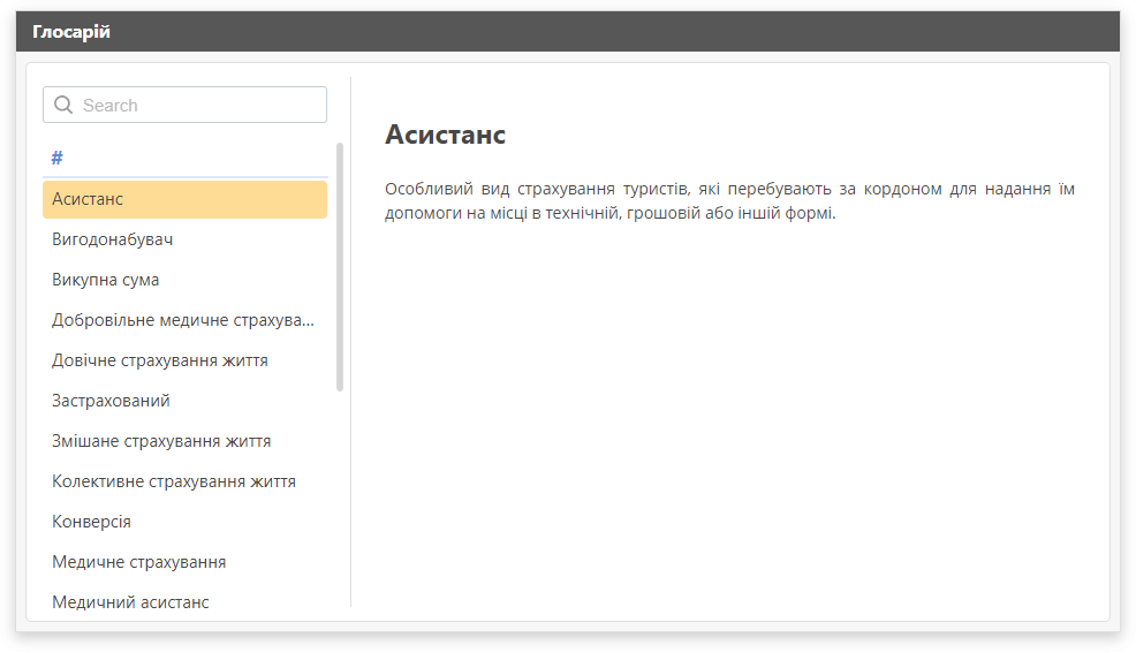 Глосарій
Search
#
Асистанс
Вигодонабувач
Викупна сума
Добровільне медичне страхува...
Довічне страхування життя
Застрахований
Змішане страхування життя
Колективне страхування життя
Конверсія
Медичне страхування
Медичний асистанс
Асистанс
Особливий вид страхування туристів, які перебувають за кордоном для надання їм
допомоги на місці в технічній, грошовій або іншій формі.